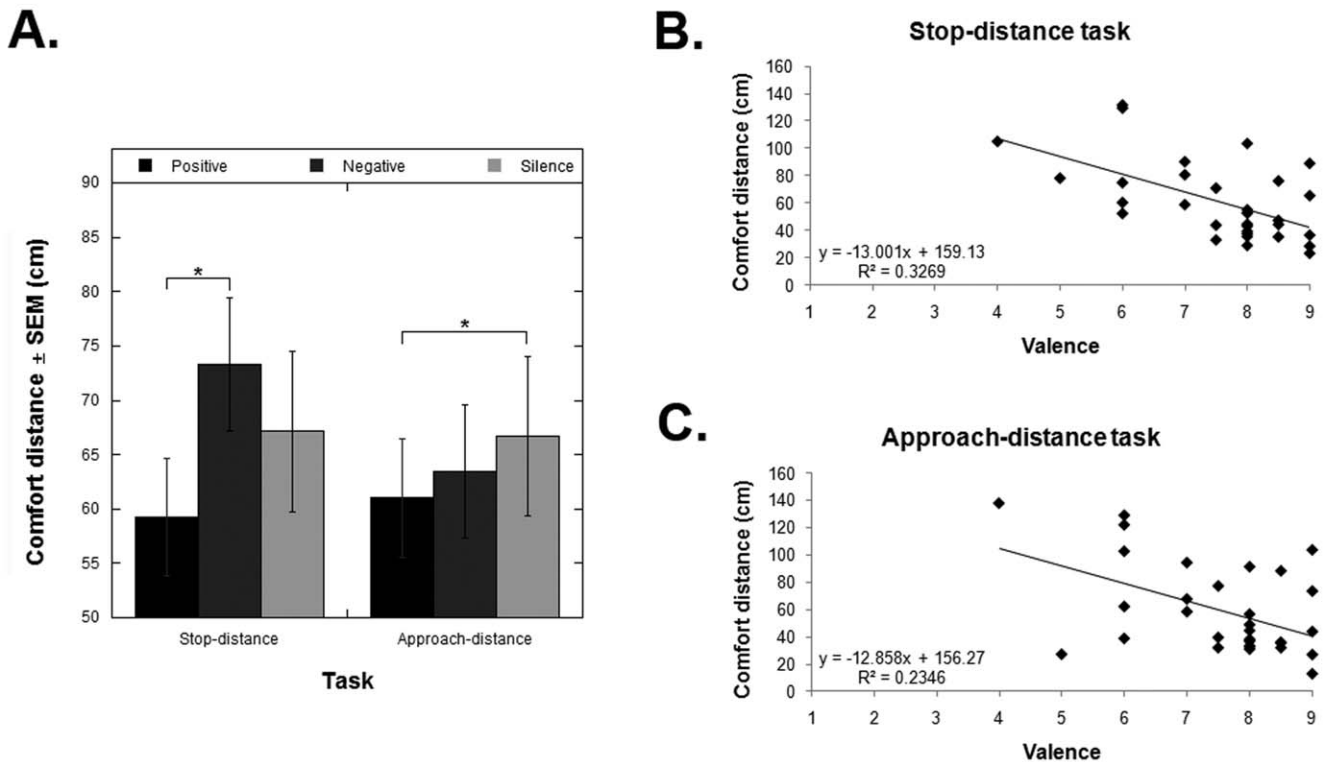 A.
Positive Negative Silence
90
85
80
75
70
65
60
55
50
*
*
Comfort distance ± SEM (cm)
Stop-distance Approach-distance
Task
B.
Stop-distance task
160
140
120
100
80
60
40
20
0
Comfort distance (cm)
y = -13.001x + 159.13
R² = 0.3269
1 2 3 4 5 6 7 8 9
Valence
C.
Approach-distance task
160
140
120
100
80
60
40
20
0
Comfort distance (cm)
y = -12.858x + 156.27
R² = 0.2346
1 2 3 4 5 6 7 8 9
Valence